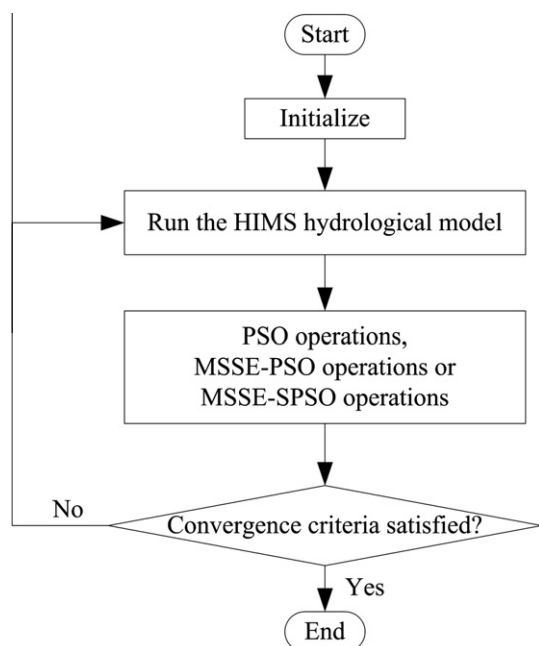 Start
Initialize
Run the HIMS hydrological model
PSO operations,
MSSE-PSO operations or
MSSE-SPSO operations
No
Convergence criteria satisfied?
Yes
End